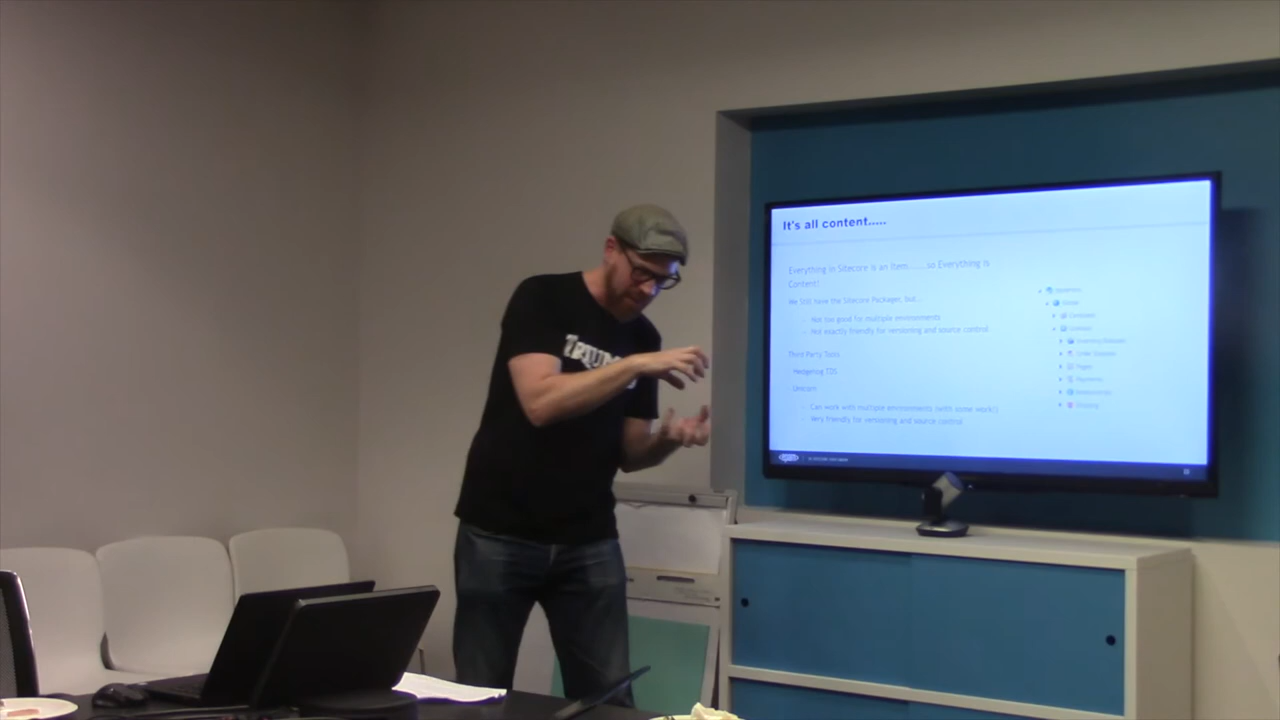 It's all content.....
Everything in Sitecore is an Item.......so Everything is
Content!
We Still have the Sitecore Packager, but...
- Not too good for multiple environments
- Not exactly friendly for versioning and source control
Third Party Tools
- Hedgehog TDS
- Unicorn
- Can work with multiple environments (with some work!)
- Very friendly for versioning and source control
Global
Pages